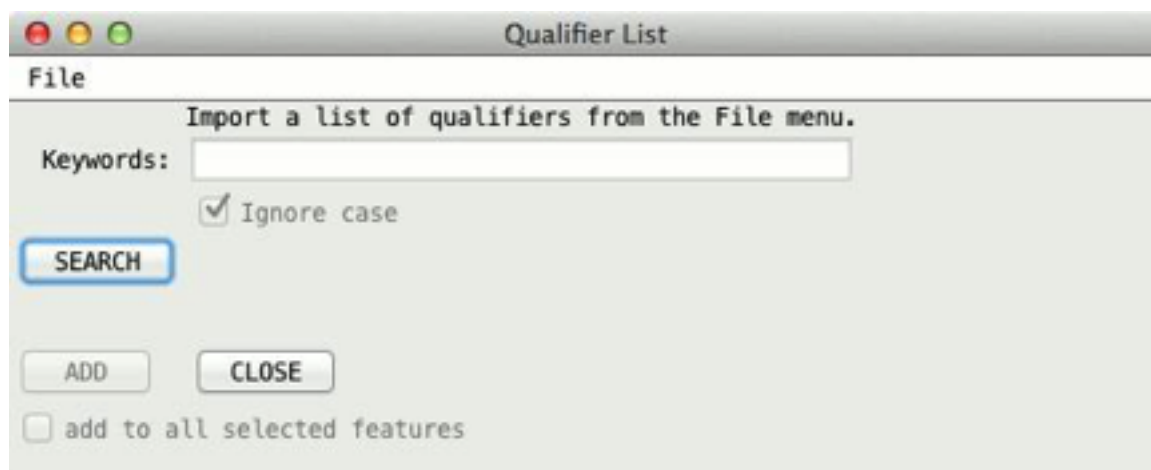 Qualifier List
File
Import a list of qualifiers from the File menu.
Keywords:
Ignore case
SEARCH
ADD CLOSE
add to all selected features